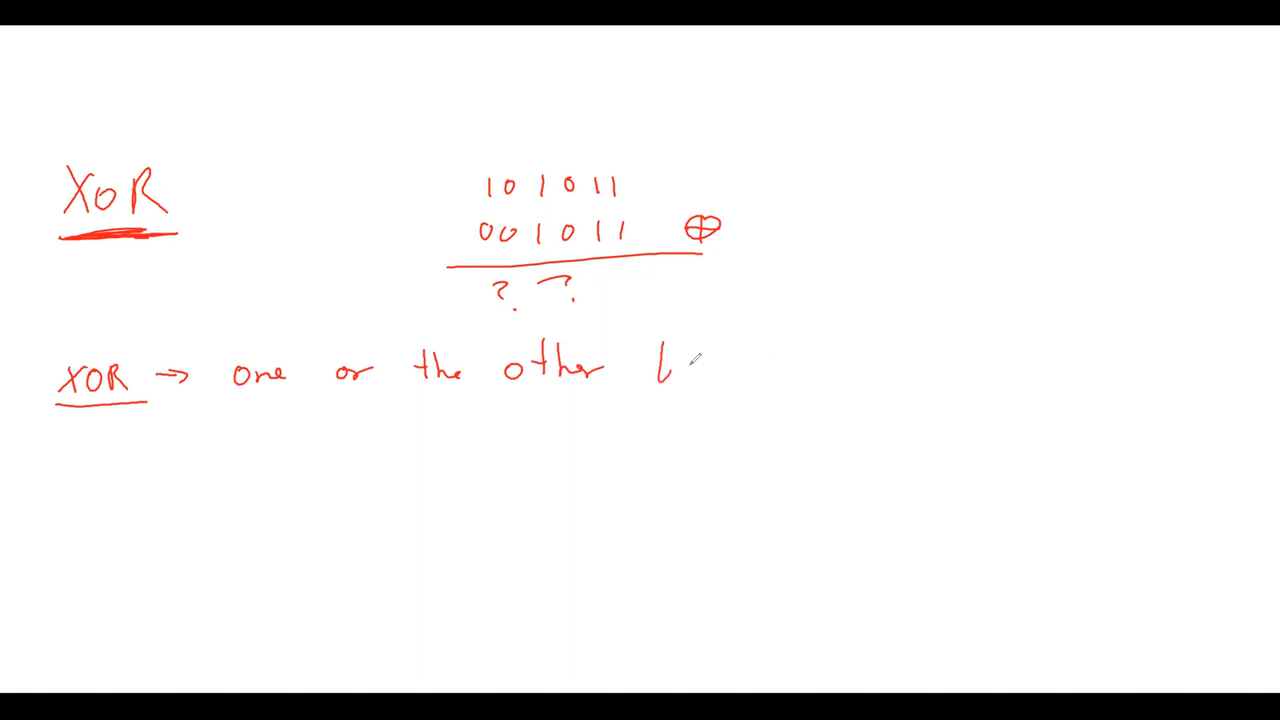 XOR
101011
001011 ⊕
? ?
XOR → one or the other